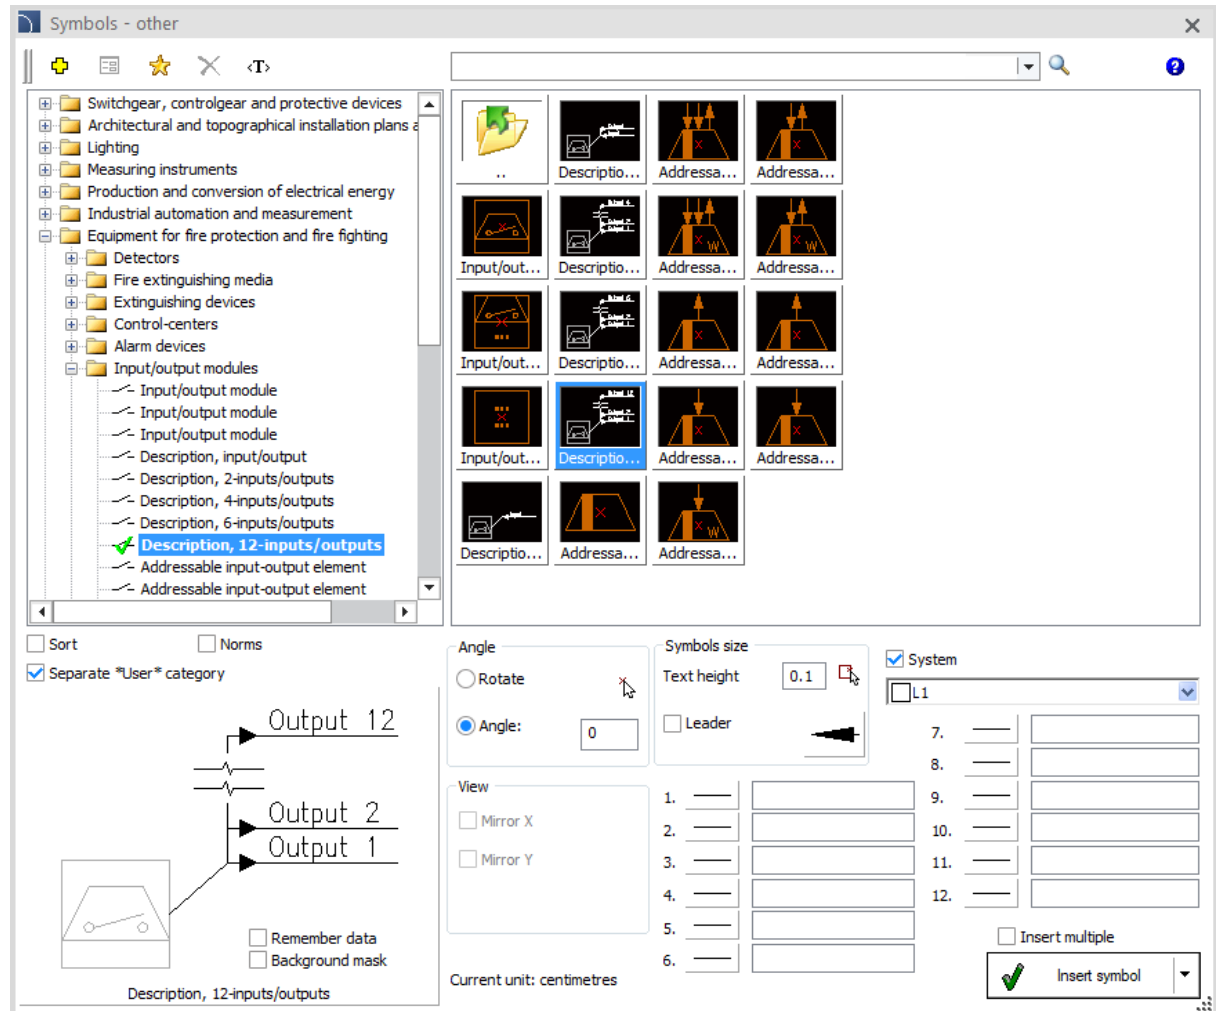 Symbols - other
<T>
Switchgear, controlgear and protective devices
Architectural and topographical installation plans a
Lighting
Measuring instruments
Production and conversion of electrical energy
Industrial automation and measurement
Equipment for fire protection and fire fighting
Detectors
Fire extinguishing media
Extinguishing devices
Control-centers
Alarm devices
Input/output modules
Input/output module
Input/output module
Input/output module
Description, input/output
Description, 2-inputs/outputs
Description, 4-inputs/outputs
Description, 6-inputs/outputs
Description, 12-inputs/outputs
Addressable input-output element
Addressable input-output element
.. Descriptio... Addressa... Addressa...
Input/out... Descriptio... Addressa... Addressa...
Input/out... Descriptio... Addressa... Addressa...
Input/out... Descriptio... Addressa... Addressa...
Descriptio... Addressa... Addressa...
Sort Norms
Separate *User* category
Output 12
Output 2
Output 1
Remember data
Background mask
Description, 12-inputs/outputs
Angle
Rotate
Angle: 0
View
Mirror X
Mirror Y
Current unit: centimetres
Symbols size
Text height 0.1
Leader
System
L1
1.
2.
3.
4.
5.
6.
7.
8.
9.
10.
11.
12.
Insert multiple
Insert symbol